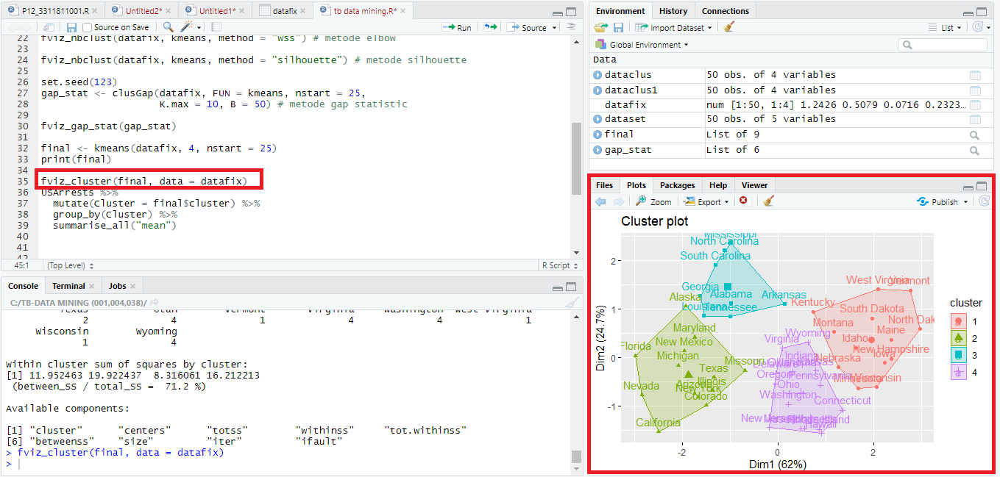 P12_3311811001.R
Untitled2*
Untitled1*
datafix
tb data mining.R*
Source on Save
Run
Source
22 fviz_nbclust(datafix, kmeans, method = "wss") # metode elbow
23
24 fviz_nbclust(datafix, kmeans, method = "silhouette") # metode silhouette
25
26 set.seed(123)
27 gap_stat <- clusGap(datafix, FUN = kmeans, nstart = 25,
28 K.max = 10, B = 50) # metode gap statistic
29
30 fviz_gap_stat(gap_stat)
31
32 final <- kmeans(datafix, 4, nstart = 25)
33 print(final)
34
35 fviz_cluster(final, data = datafix)
36 USArrests %>%
37 mutate(Cluster = final$cluster) %>%
38 group_by(Cluster) %>%
39 summarise_all("mean")
40
41
42
45:1 (Top Level) R Script
Console Terminal Jobs
C:/TB-DATA MINING (001,004,038)/
Texas Utah Vermont Virginia Washington West Virginia
2 4 1 4 4 1
Wisconsin Wyoming
1 4
Within cluster sum of squares by cluster:
[1] 11.952463 19.922437 8.316061 16.212213
(between_SS / total_SS = 71.2 %)
Available components:
[1] "cluster" "centers" "totss" "withinss" "tot.withinss"
[6] "betweenss" "size" "iter" "ifault"
> fviz_cluster(final, data = datafix)
>
Environment History Connections
Import Dataset
List
Global Environment
Data
dataclus 50 obs. of 4 variables
dataclus1 50 obs. of 4 variables
datafix num [1:50, 1:4] 1.2426 0.5079 0.0716 0.2323...
dataset 50 obs. of 5 variables
final List of 9
gap_stat List of 6
Files Plots Packages Help Viewer
Zoom Export Publish
Cluster plot
Mississippi
North Carolina
South Carolina
Georgia
Alabama
Arkansas
Alaska
Louisiana
Tennessee
West Virginia
Vermont
Kentucky
South Dakota
North Dak
Montana
Maine
Maryland
Wyoming
Virginia
Idaho
Florida
New Mexico
New Hampshire
Michigan
Indiana
Nebraska
Iowa
Missouri
Delaware
Oklahoma
Kansas
Texas
Oregon
Pennsylvania
Minnesota
Wisconsin
Nevada
Arizona
Illinois
New York
Ohio
Colorado
Washington
Connecticut
California
New Jersey
Massachusetts
Rhode Island
Hawaii
2
1
0
-1
Dim2 (24.7%)
-2 0 2
Dim1 (62%)
cluster
1
2
3
4